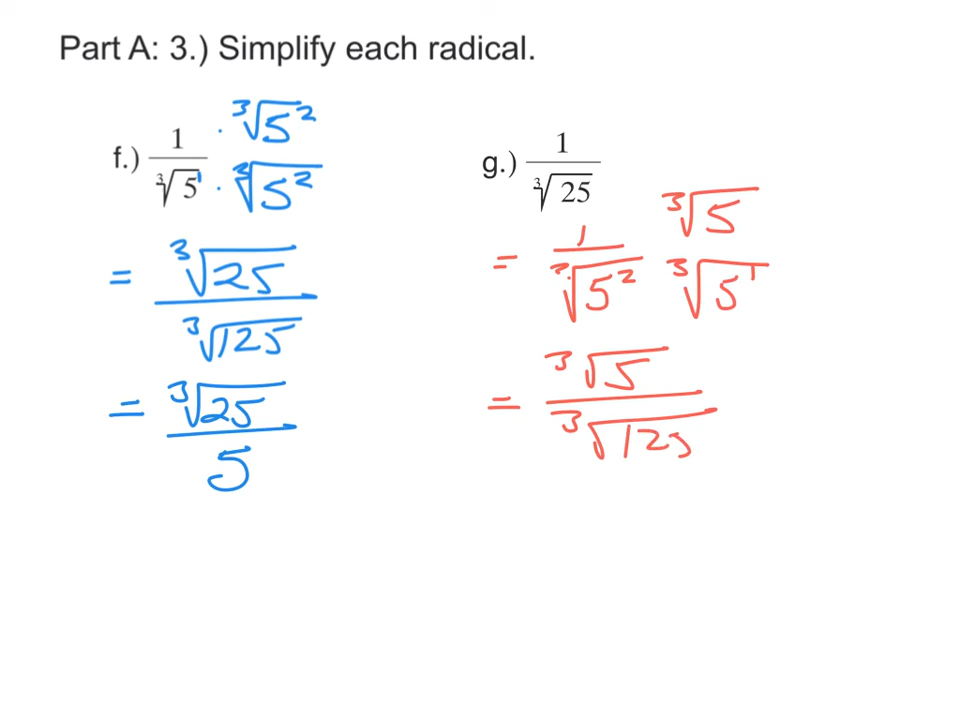 Part A: 3.) Simplify each radical.
f.) 1/∛5¹ · ∛5²/∛5²
= ∛25/∛125
= ∛25/5
g.) 1/∛25
= 1/∛5² ∛5/∛5¹
= ∛5/∛125